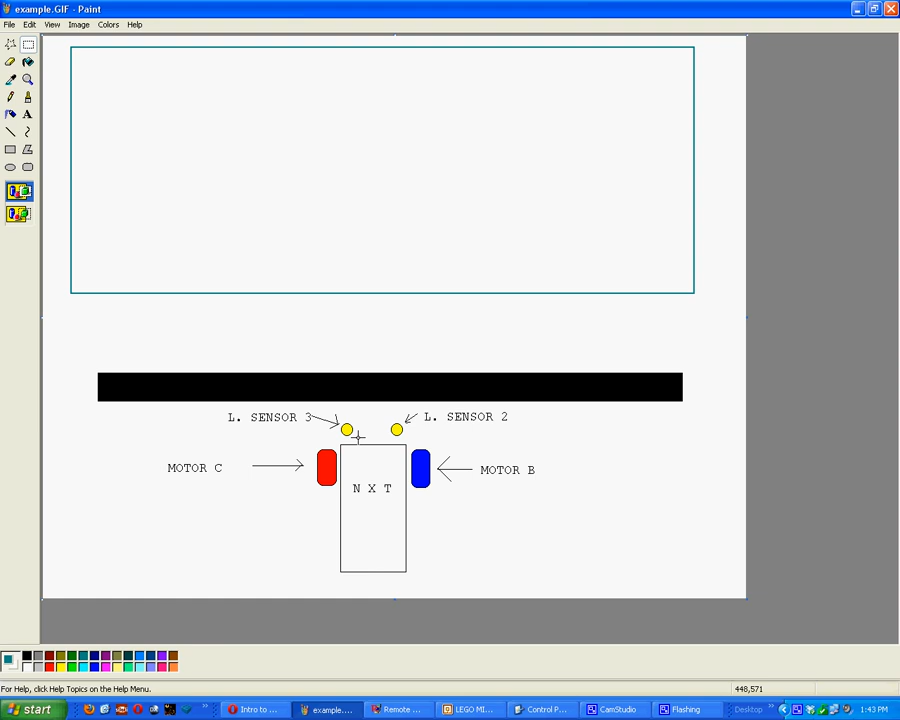 example.GIF - Paint
File Edit View Image Colors Help
A
L. SENSOR 3
L. SENSOR 2
MOTOR C
MOTOR B
N X T
For Help, click Help Topics on the Help Menu.
448,571
start
Intro to ...
example....
Remote ...
LEGO MI...
Control P...
CamStudio
Flashing
Desktop
1:43 PM